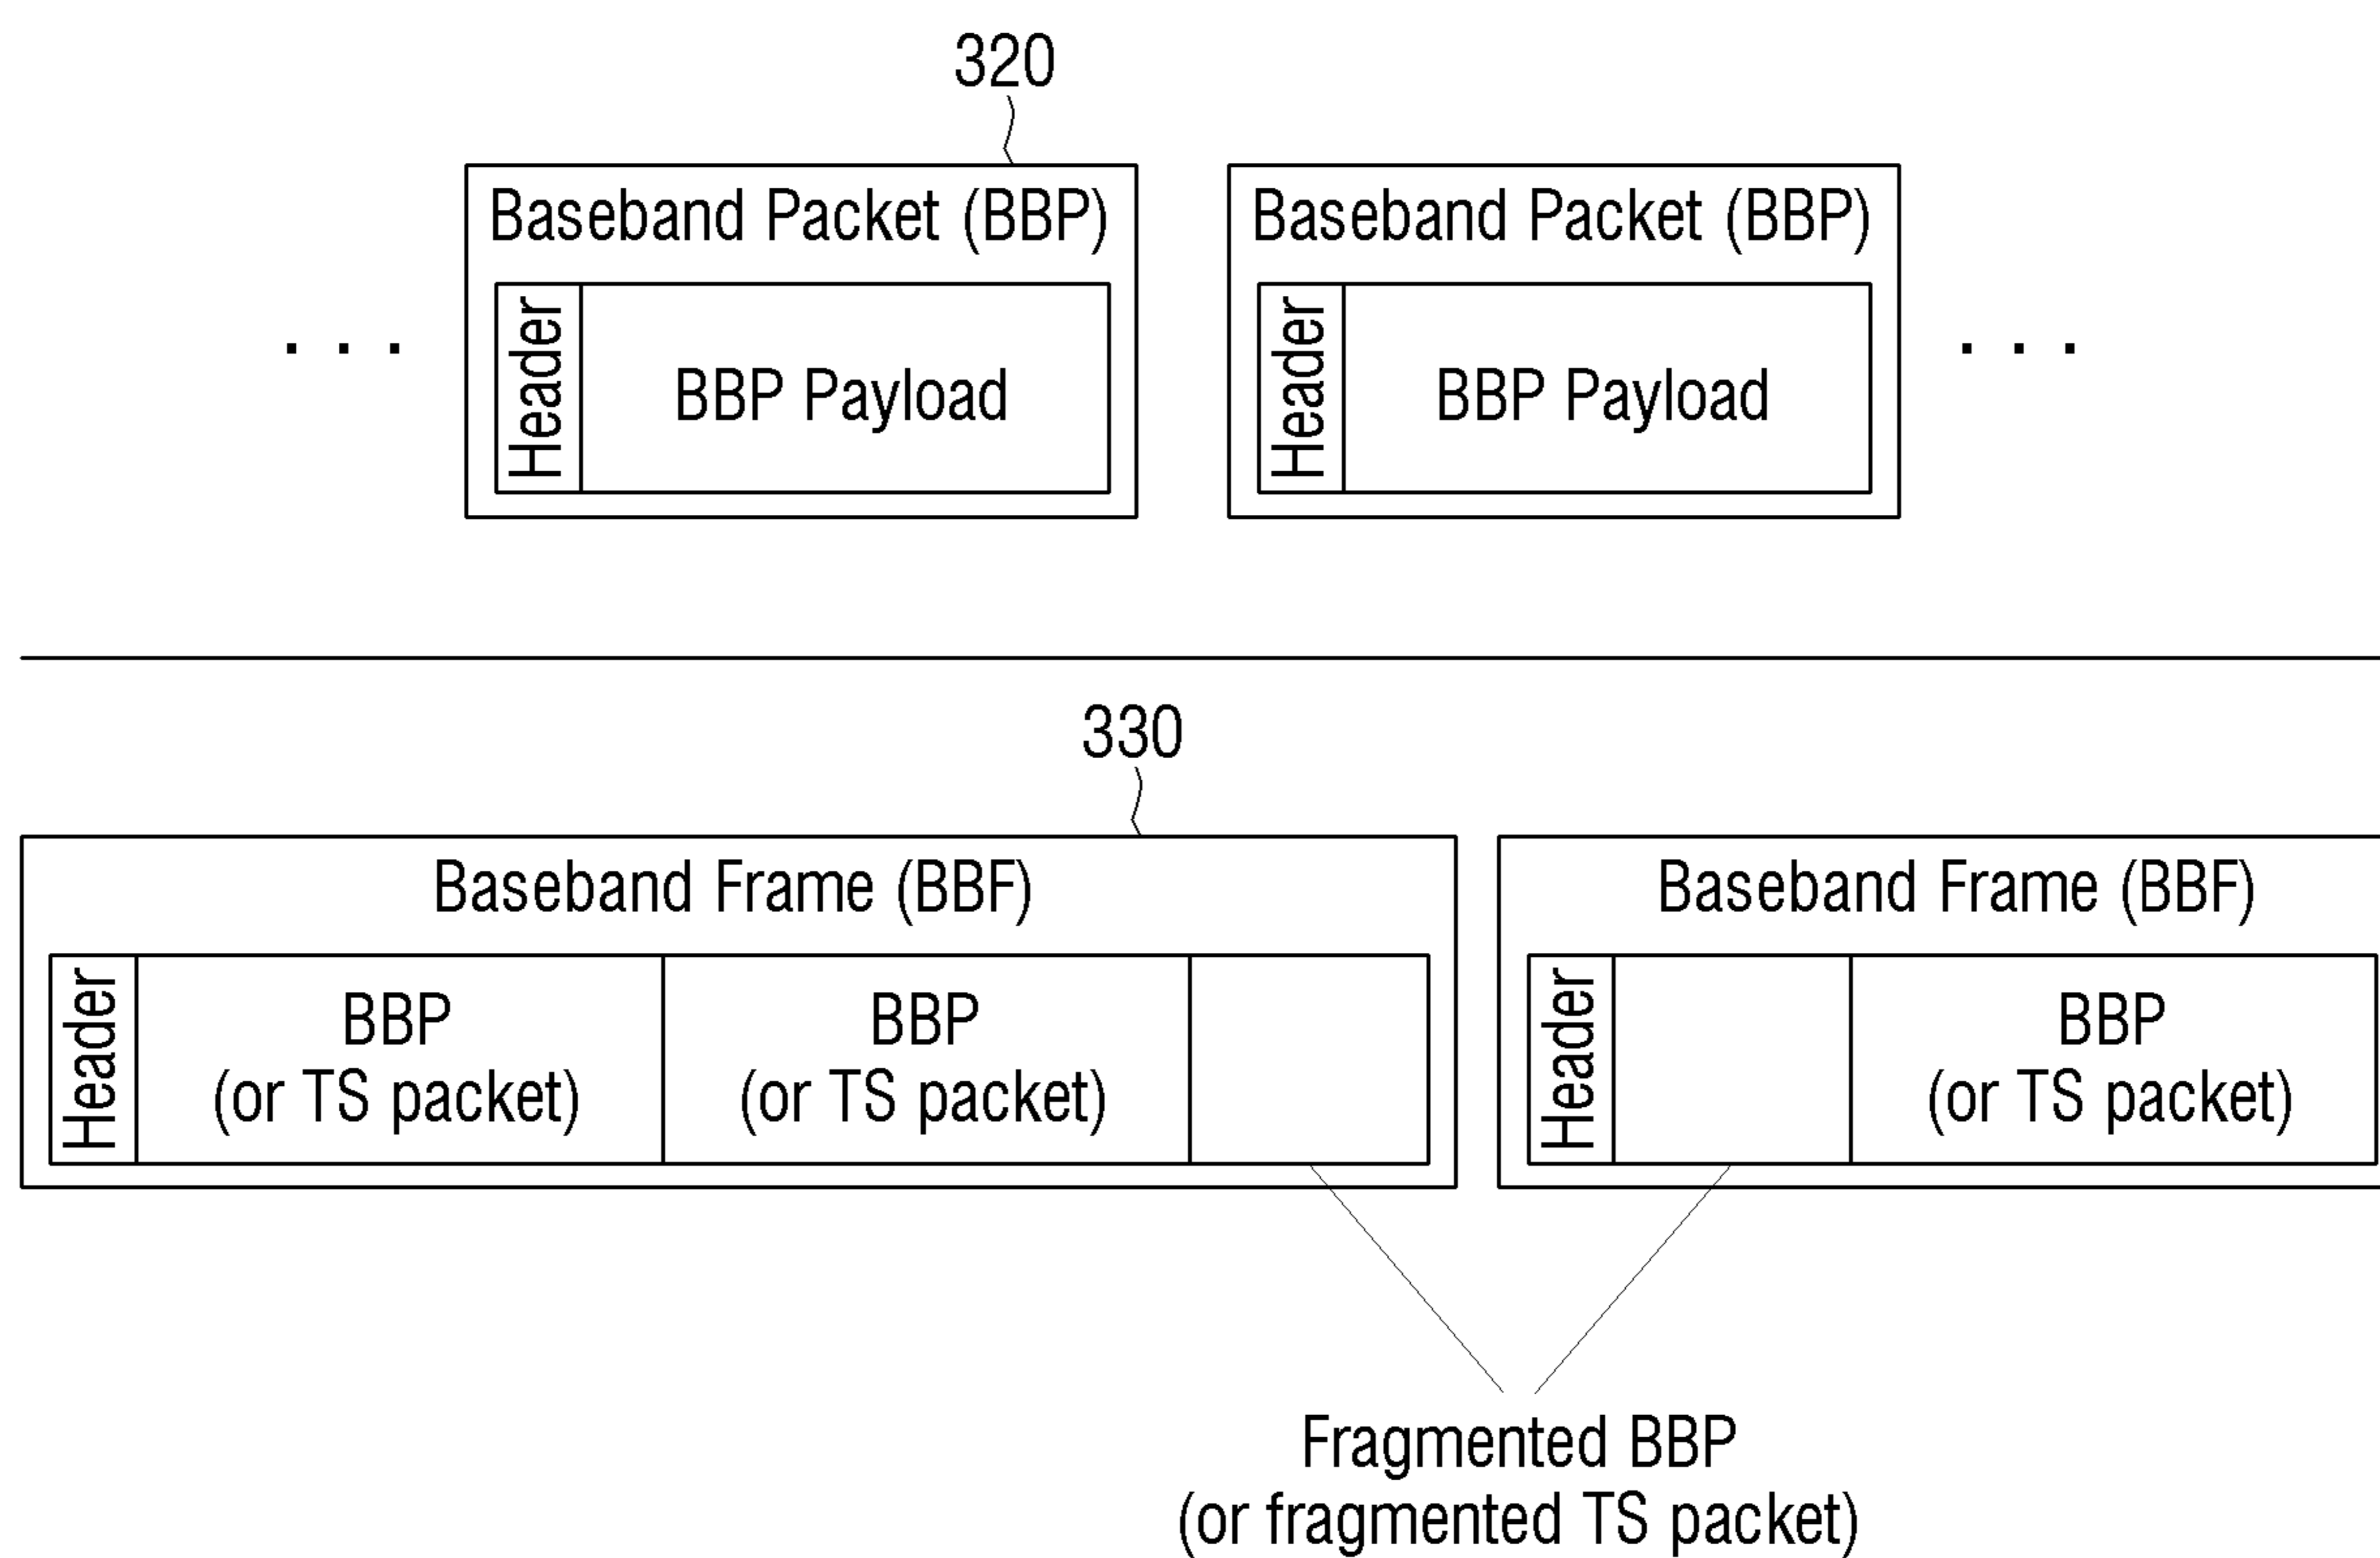 320
Baseband Packet (BBP)
Header
BBP Payload
Baseband Packet (BBP)
Header
BBP Payload
. . .
. . .
330
Baseband Frame (BBF)
Header
BBP
(or TS packet)
BBP
(or TS packet)
Baseband Frame (BBF)
Header
BBP
(or TS packet)
Fragmented BBP
(or fragmented TS packet)